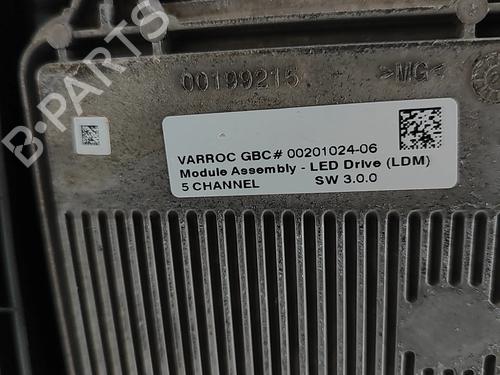 00199215 >MG<
B-PARTS
VARROC GBC# 00201024-06
Module Assembly - LED Drive (LDM)
5 CHANNEL SW 3.0.0